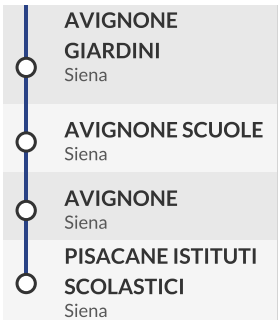 AVIGNONE
GIARDINI
Siena
AVIGNONE SCUOLE
Siena
AVIGNONE
Siena
PISACANE ISTITUTI
SCOLASTICI
Siena